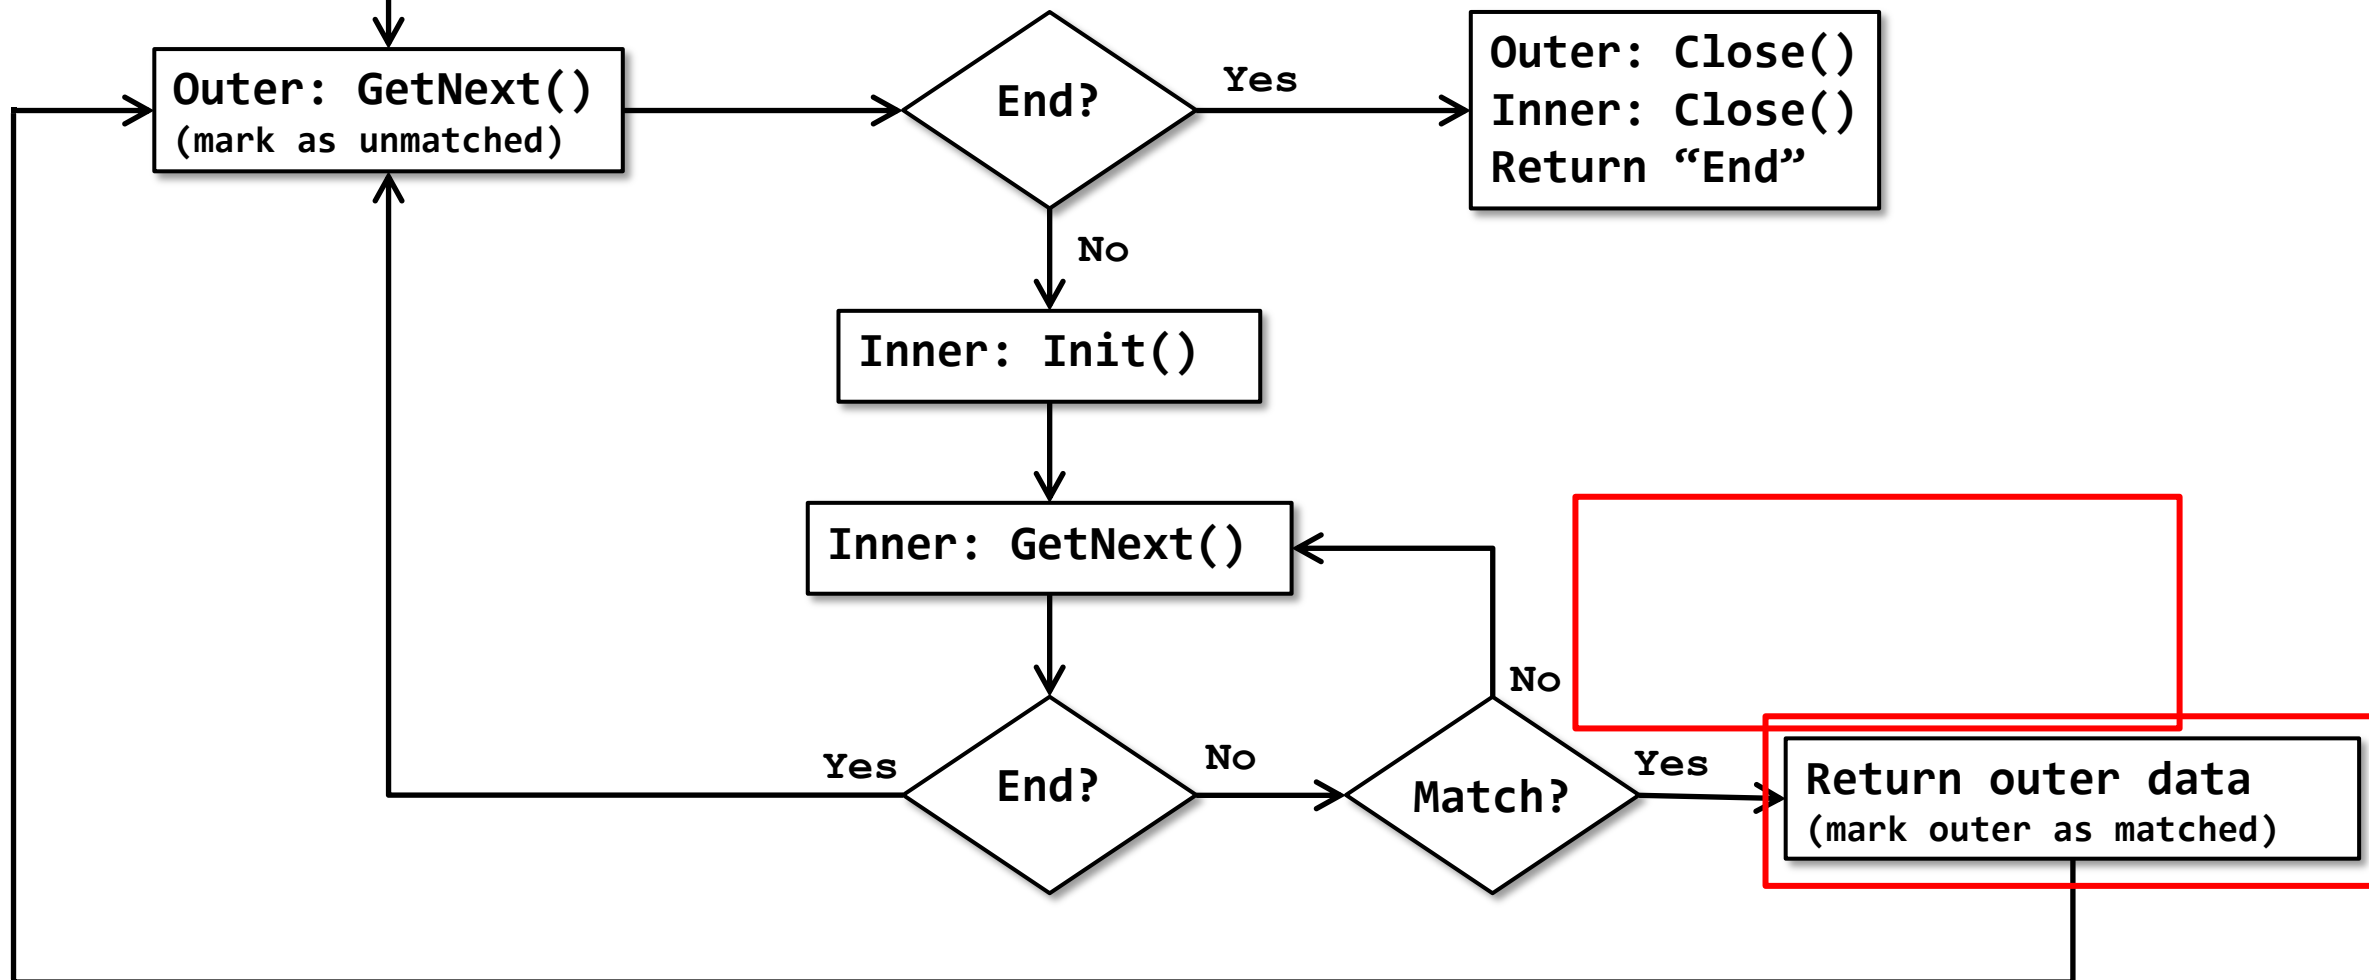 Outer: GetNext()
(mark as unmatched)
End?
Yes
Outer: Close()
Inner: Close()
Return “End”
No
Inner: Init()
Inner: GetNext()
No
Yes
End?
No
Match?
Yes
Return outer data
(mark outer as matched)